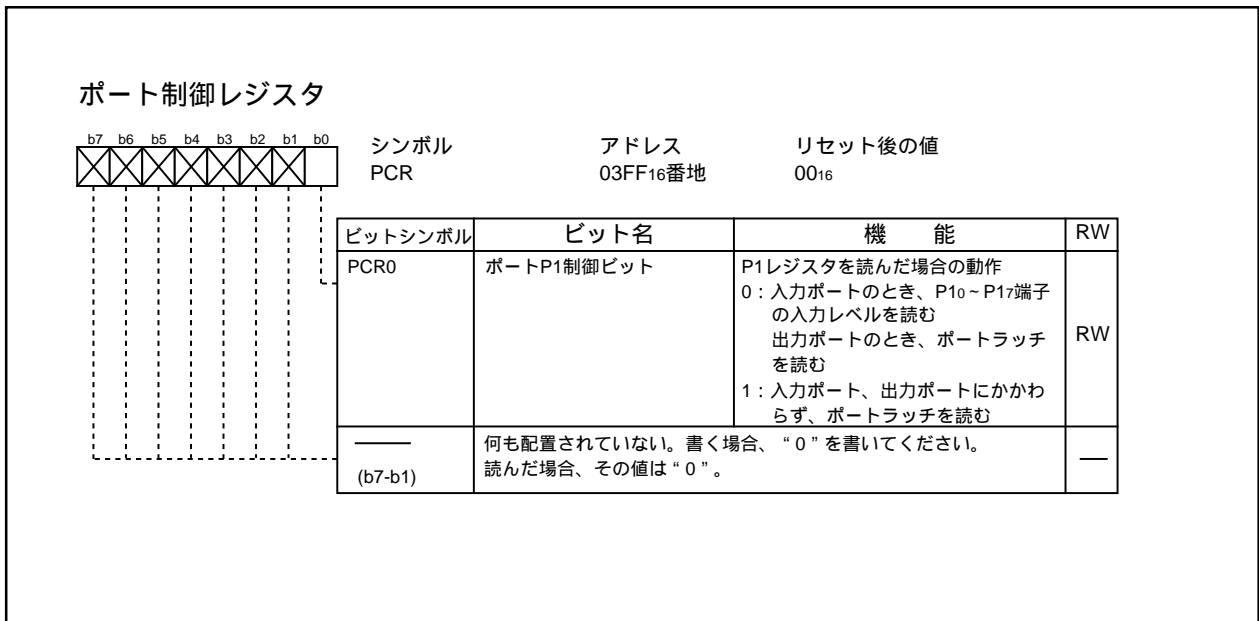 ポート制御レジスタ
b7 b6 b5 b4 b3 b2 b1 b0
シンボル アドレス リセット後の値
PCR 03FF16番地 0016
ビットシンボル ビット名 機 能 RW
PCR0 ポートP1制御ビット P1レジスタを読んだ場合の動作
0：入力ポートのとき、P10～P17端子
の入力レベルを読む
出力ポートのとき、ポートラッチ
を読む
RW
1：入力ポート、出力ポートにかかわ
らず、ポートラッチを読む
何も配置されていない。書く場合、“０”を書いてください。
読んだ場合、その値は“０”。
(b7-b1)